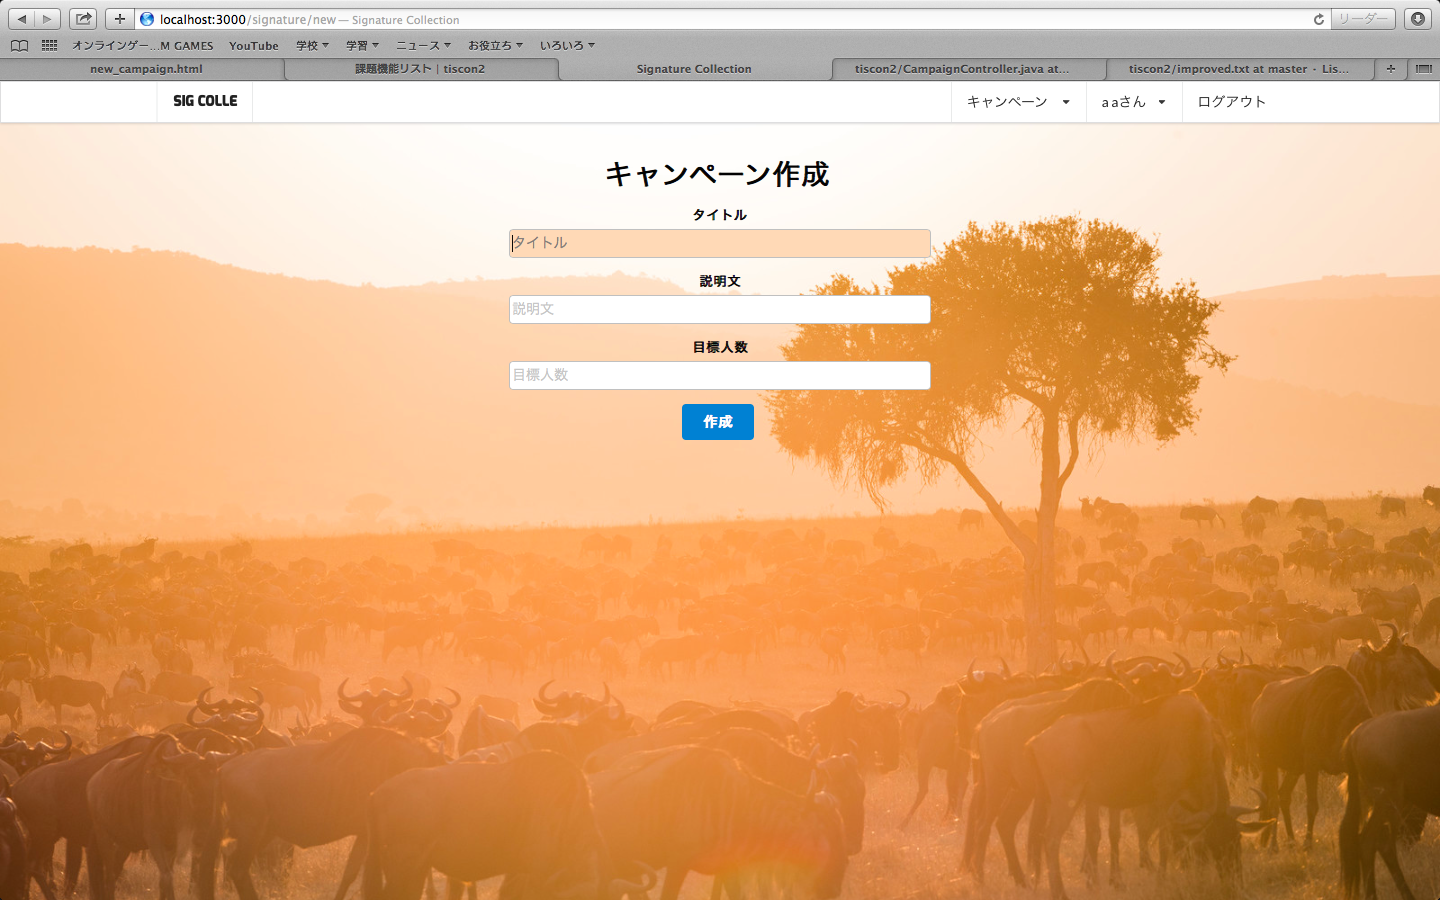 localhost:3000/signature/new — Signature Collection
リーダー
オンラインゲー...M GAMES
YouTube
学校
学習
ニュース
お役立ち
いろいろ
new_campaign.html
課題機能リスト | tiscon2
Signature Collection
tiscon2/CampaignController.java at...
tiscon2/improved.txt at master · Lis...
SIG COLLE
キャンペーン
aaさん
ログアウト
キャンペーン作成
タイトル
タイトル
説明文
説明文
目標人数
目標人数
作成